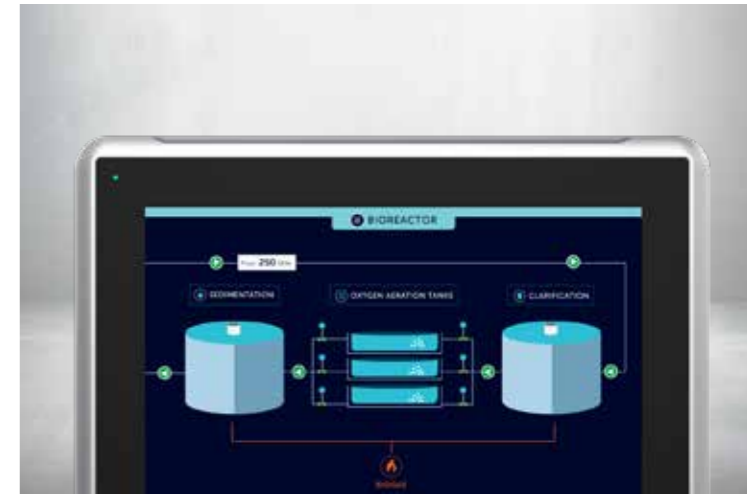 BIOREACTOR
250
SEDIMENTATION
OXYGEN AERATION TANKS
CLARIFICATION